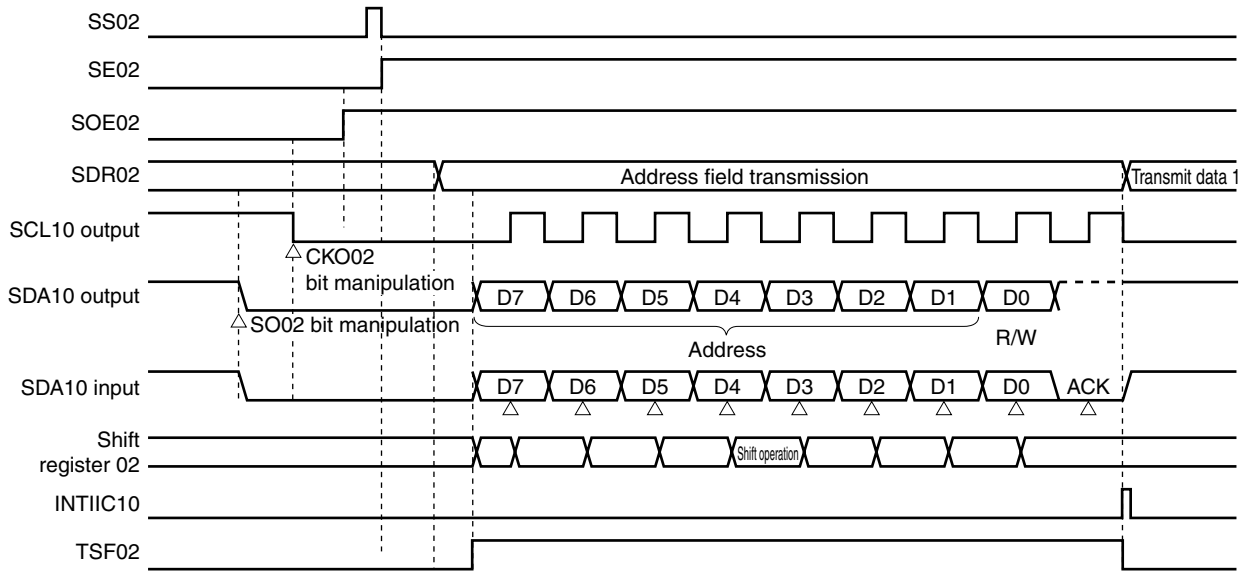 SS02
SE02
SOE02
SDR02
Address field transmission
Transmit data 1
SCL10 output
CKO02
bit manipulation
SDA10 output
D7 D6 D5 D4 D3 D2 D1 D0
SO02 bit manipulation
Address
R/W
SDA10 input
D7 D6 D5 D4 D3 D2 D1 D0 ACK
Shift
register 02
Shift operation
INTIIC10
TSF02